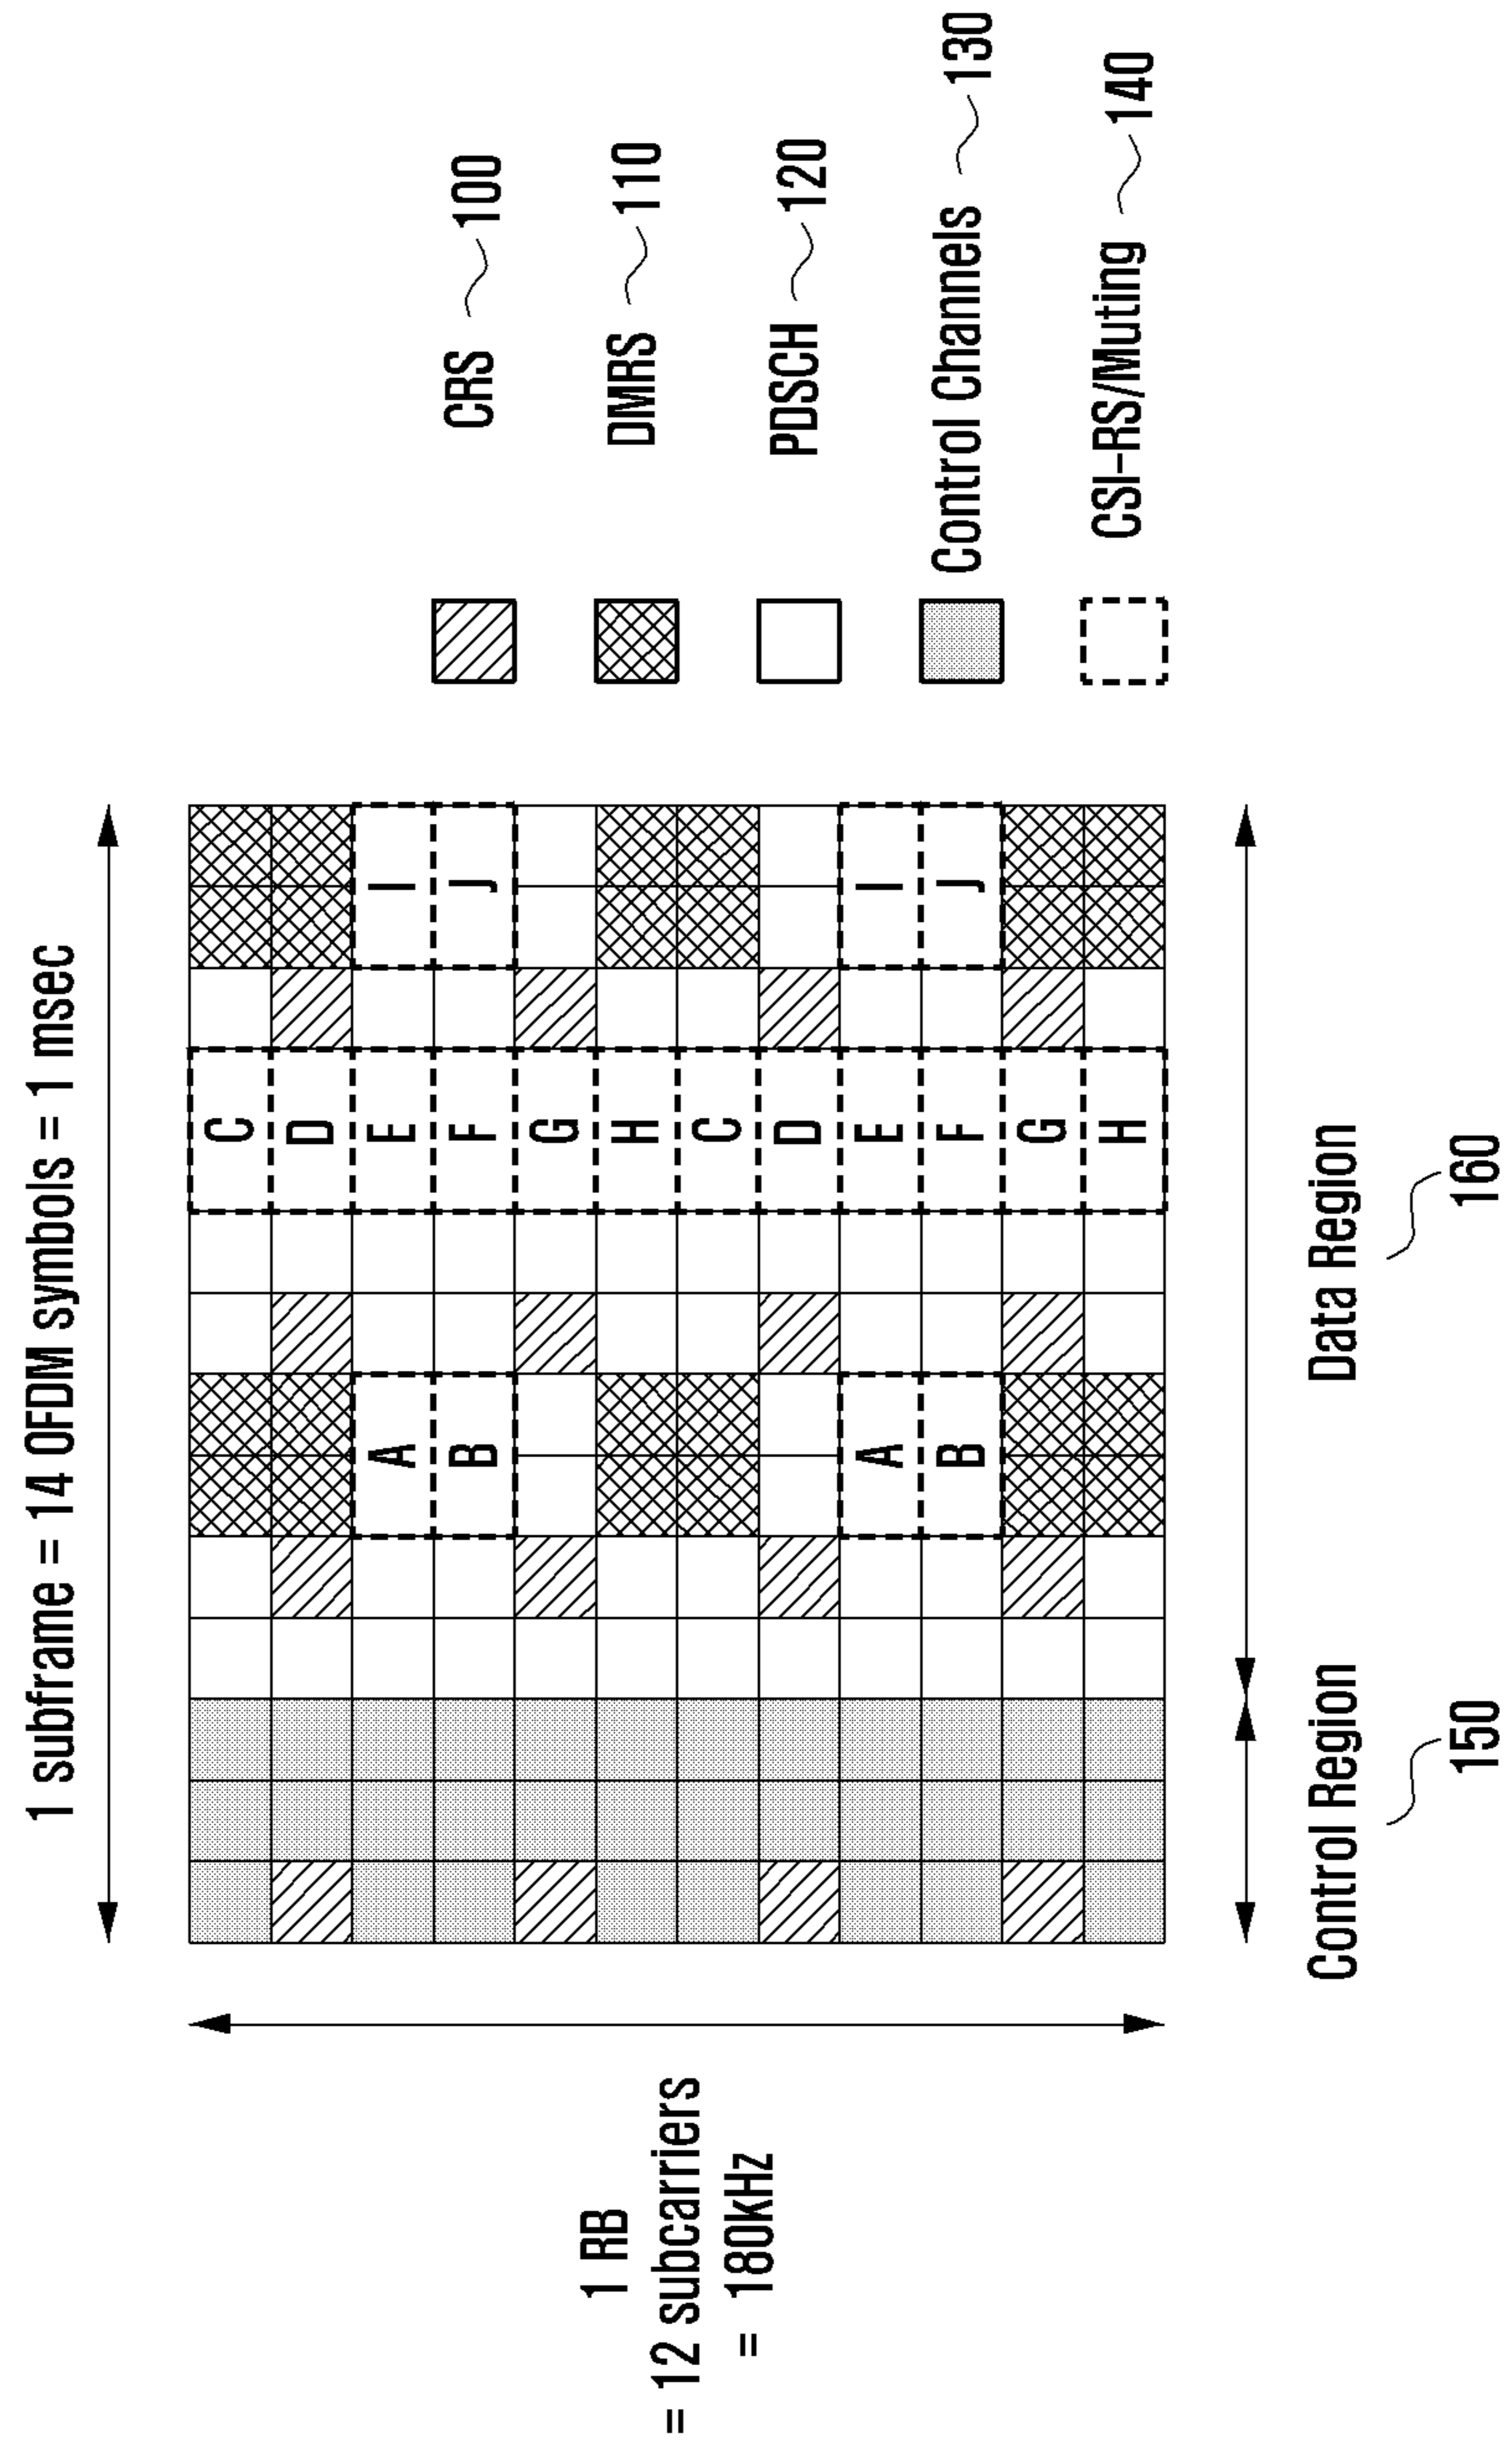 1 subframe = 14 OFDM symbols = 1 msec
1 RB
= 12 subcarriers
= 180kHz
C
D
A E I
B F J
G
H
C
D
A E I
B F J
G
H
CRS 100
DMRS 110
PDSCH 120
Control Channels 130
CSI-RS/Muting 140
Control Region
150
Data Region
160